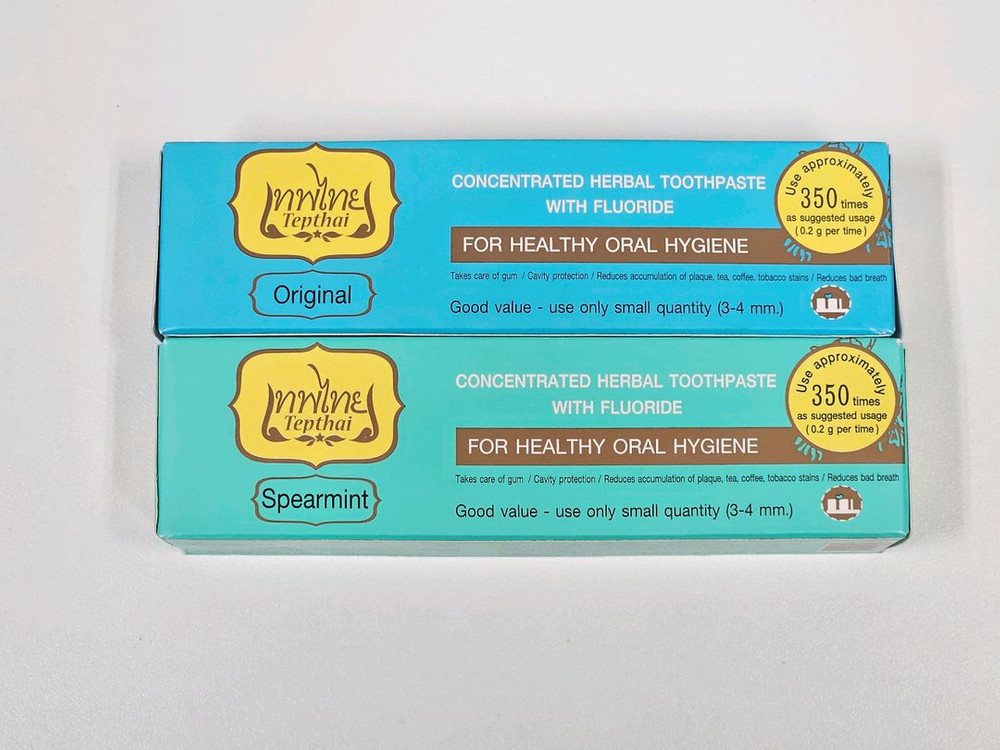 เทพไทย
Tepthai
Original
CONCENTRATED HERBAL TOOTHPASTE
WITH FLUORIDE
FOR HEALTHY ORAL HYGIENE
Takes care of gum / Cavity protection / Reduces accumulation of plaque, tea, coffee, tobacco stains / Reduces bad breath
Good value - use only small quantity (3-4 mm.)
Use approximately
350 times
as suggested usage
(0.2 g per time)
เทพไทย
Tepthai
Spearmint
CONCENTRATED HERBAL TOOTHPASTE
WITH FLUORIDE
FOR HEALTHY ORAL HYGIENE
Takes care of gum / Cavity protection / Reduces accumulation of plaque, tea, coffee, tobacco stains / Reduces bad breath
Good value - use only small quantity (3-4 mm.)
Use approximately
350 times
as suggested usage
(0.2 g per time)